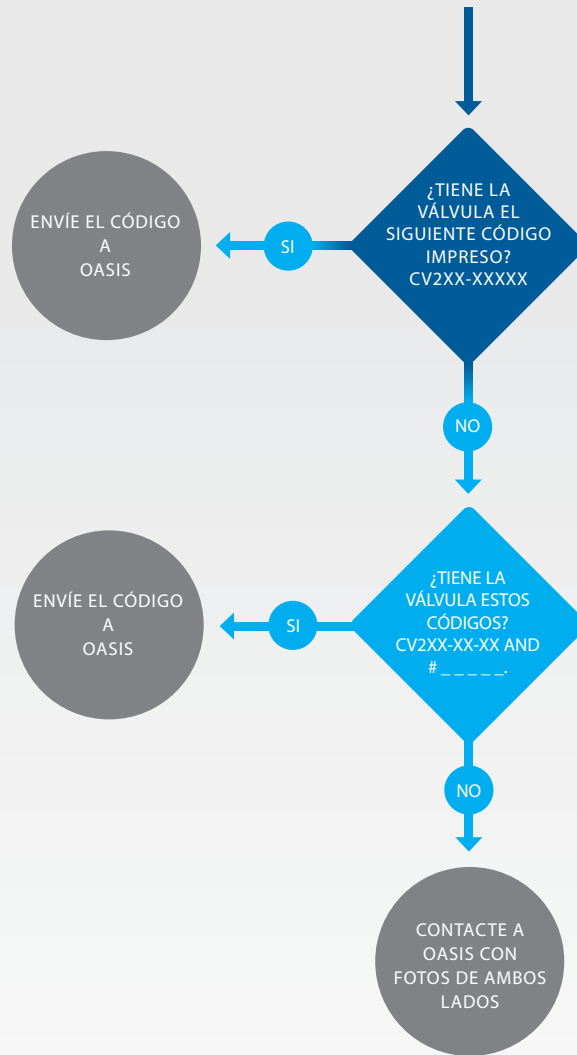 ¿TIENE LA
VÁLVULA EL
SIGUIENTE CÓDIGO
IMPRESO?
CV2XX-XXXXX
SI
ENVÍE EL CÓDIGO
A
OASIS
NO
¿TIENE LA
VÁLVULA ESTOS
CÓDIGOS?
CV2XX-XX-XX AND
# _ _ _ _ _.
SI
ENVÍE EL CÓDIGO
A
OASIS
NO
CONTACTE A
OASIS CON
FOTOS DE AMBOS
LADOS